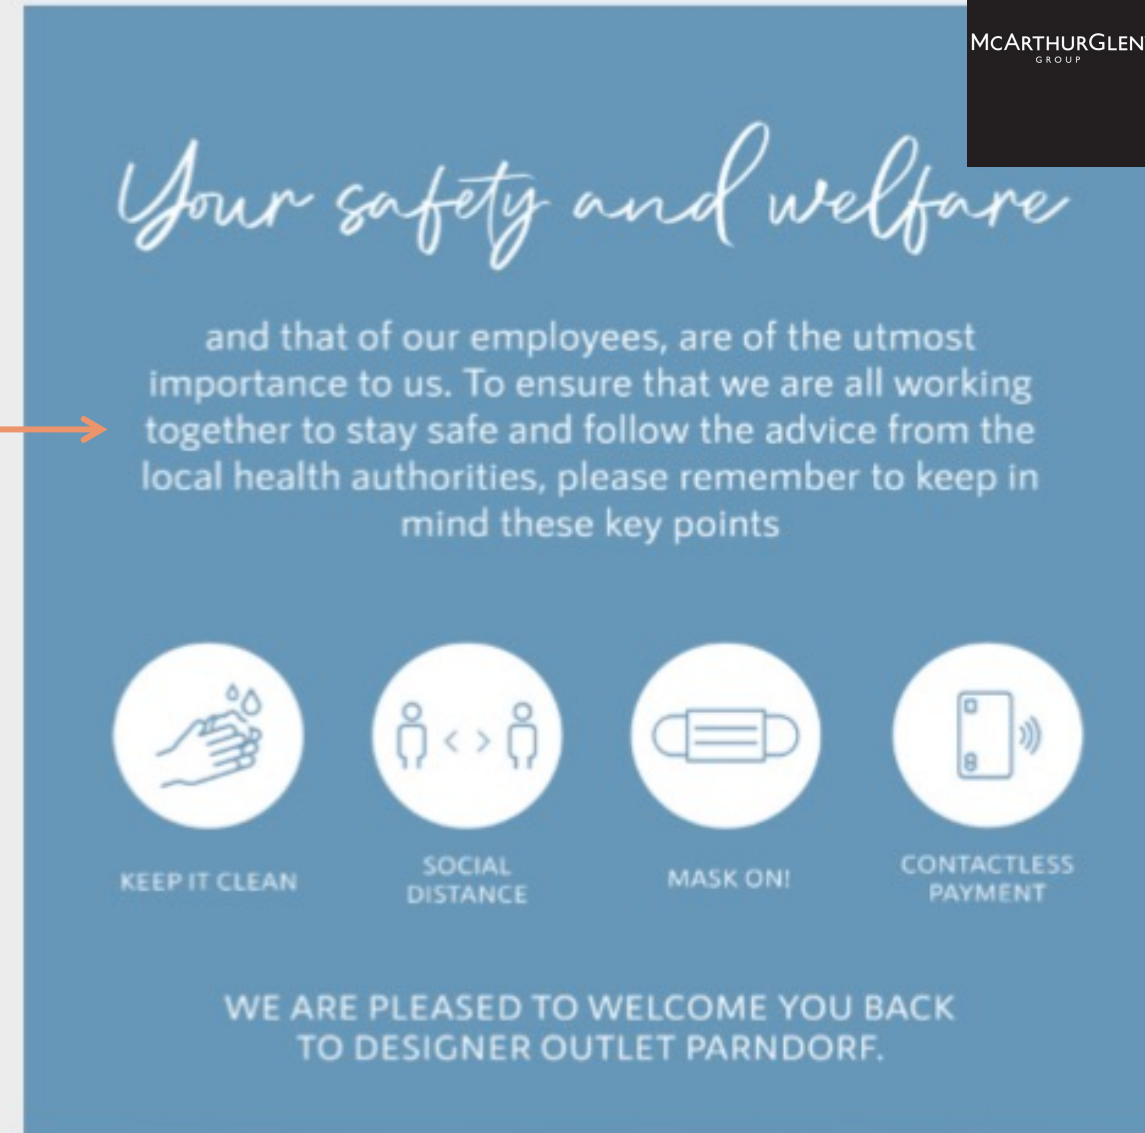 McARTHURGLEN
GROUP
Your safety and welfare
and that of our employees, are of the utmost
importance to us. To ensure that we are all working
together to stay safe and follow the advice from the
local health authorities, please remember to keep in
mind these key points
KEEP IT CLEAN
SOCIAL
DISTANCE
MASK ON!
CONTACTLESS
PAYMENT
WE ARE PLEASED TO WELCOME YOU BACK
TO DESIGNER OUTLET PARNDORF.